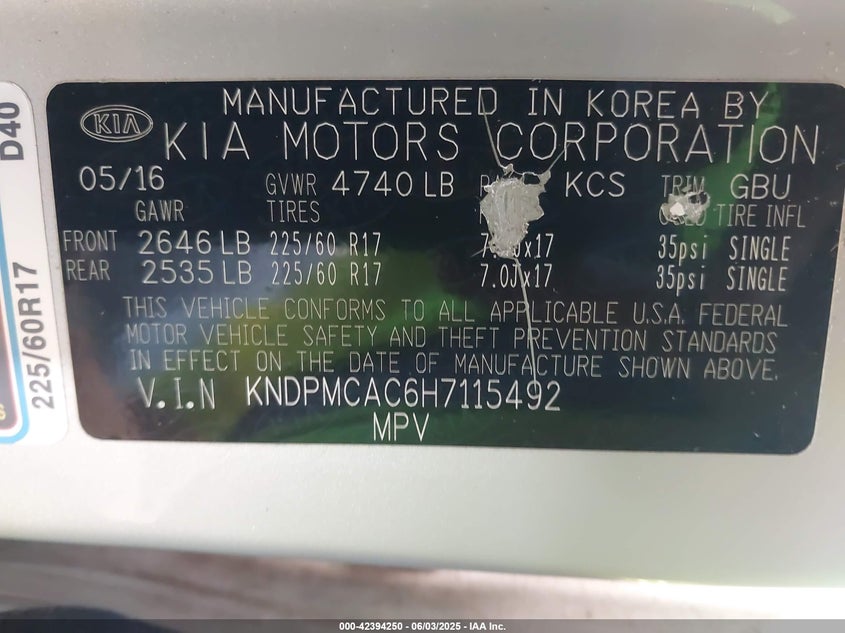 MANUFACTURED IN KOREA BY
KIA KIA MOTORS CORPORATION
05/16 GVWR 4740 LB KCS TRIM GBU
GAWR TIRES TIRE INFL
FRONT 2646 LB 225/60 R17 35psi SINGLE
REAR 2535 LB 225/60 R17 7.0Jx17 35psi SINGLE
THIS VEHICLE CONFORMS TO ALL APPLICABLE U.S.A. FEDERAL
MOTOR VEHICLE SAFETY AND THEFT PREVENTION STANDARDS
IN EFFECT ON THE DATE OF MANUFACTURE SHOWN ABOVE.
V.I.N KNDPMCAC6H7115492
MPV
D40
225/60R17
000-42394250 - 06/03/2025 - IAA Inc.